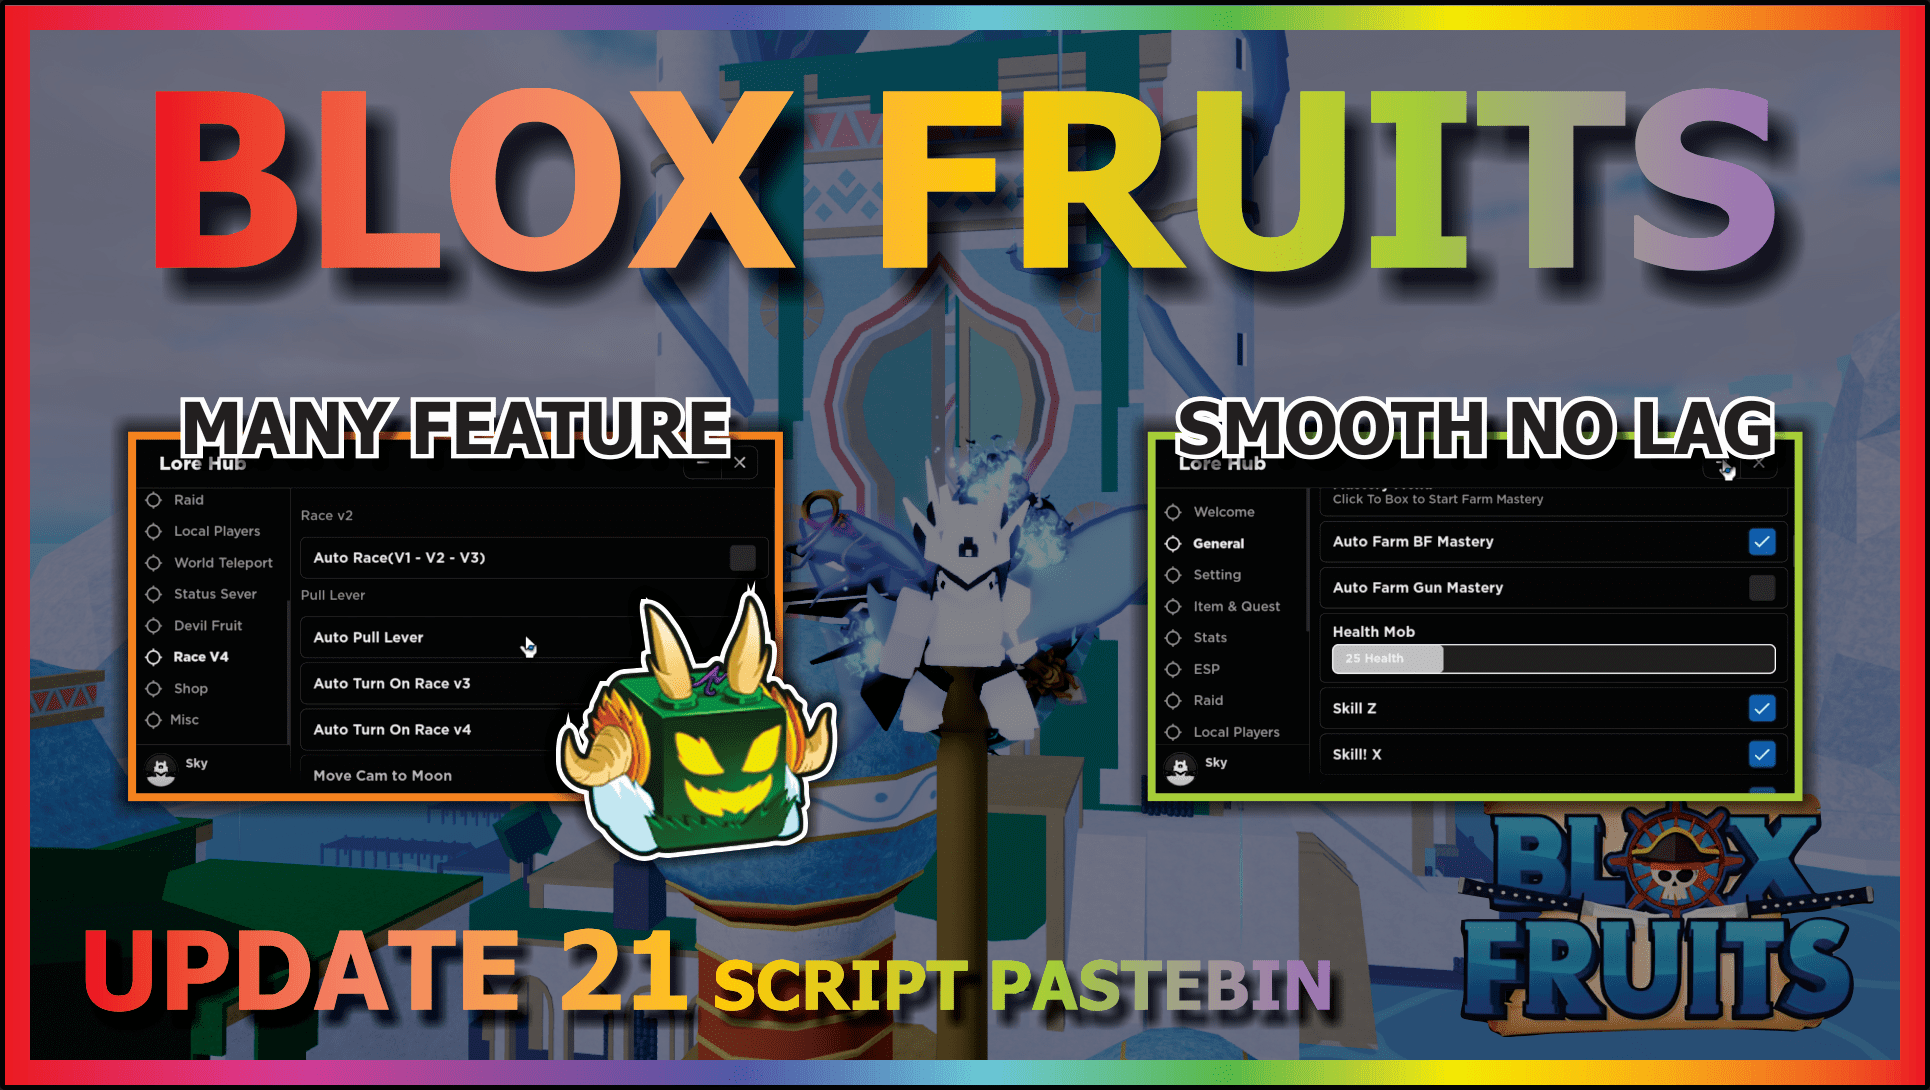 BLOX FRUITS
MANY FEATURE
Lore Hub
Raid
Local Players
World Teleport
Status Sever
Devil Fruit
Race V4
Shop
Misc
Sky
Race v2
Auto Race(V1 - V2 - V3)
Pull Lever
Auto Pull Lever
Auto Turn On Race v3
Auto Turn On Race v4
Move Cam to Moon
SMOOTH NO LAG
Lore Hub
Welcome
General
Setting
Item & Quest
Stats
ESP
Raid
Local Players
Sky
Click To Box to Start Farm Mastery
Auto Farm BF Mastery
Auto Farm Gun Mastery
Health Mob
25 Health
Skill Z
Skill! X
UPDATE 21 SCRIPT PASTEBIN
BLOX
FRUITS